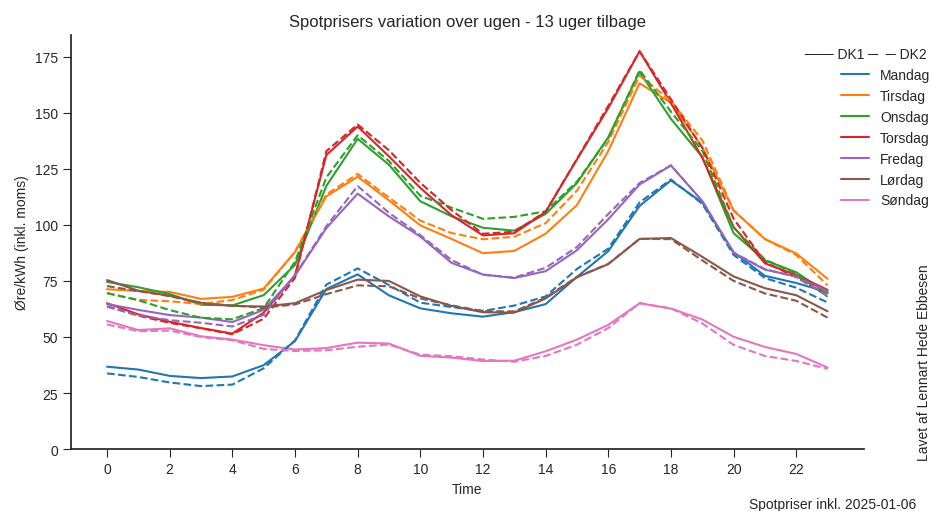 Spotprisers variation over ugen - 13 uger tilbage
DK1 DK2
Mandag
Tirsdag
Onsdag
Torsdag
Fredag
Lørdag
Søndag
Øre/kWh (inkl. moms)
175
150
125
100
75
50
25
0
0 2 4 6 8 10 12 14 16 18 20 22
Time
Lavet af Lennart Hede Ebbesen
Spotpriser inkl. 2025-01-06